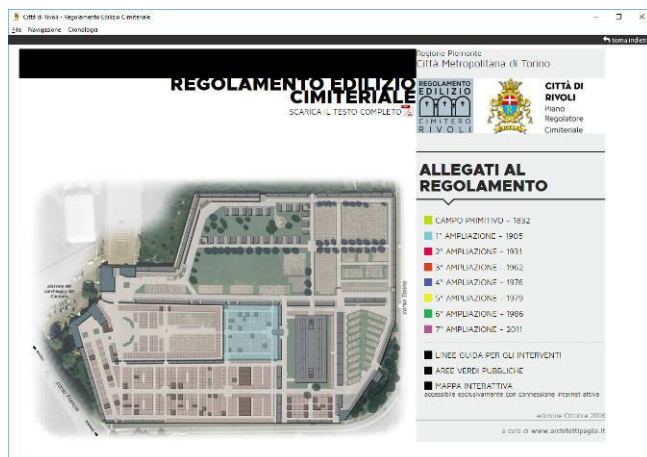 Città di Rivoli - Regolamento Edilizio Cimiteriale
File Navigazione Cronologia
torna indietro
REGOLAMENTO EDILIZIO
CIMITERIALE
SCARICA IL TESTO COMPLETO
Regione Piemonte
Città Metropolitana di Torino
REGOLAMENTO
EDILIZIO
CIMITERO
RIVOLI
CITTÀ DI
RIVOLI
Piano
Regolatore
Cimiteriale
ALLEGATI AL
REGOLAMENTO
CAMPO PRIMITIVO - 1832
1° AMPLIAZIONE - 1905
2° AMPLIAZIONE - 1931
3° AMPLIAZIONE - 1962
4° AMPLIAZIONE - 1976
5° AMPLIAZIONE - 1979
6° AMPLIAZIONE - 1986
7° AMPLIAZIONE - 2011
LINEE GUIDA PER GLI INTERVENTI
AREE VERDI PUBBLICHE
MAPPA INTERATTIVA
accessibile esclusivamente con connessione internet attiva
edizione Ottobre 2016
a cura di www.architettipaglia.it
corso Torino
corso Francia